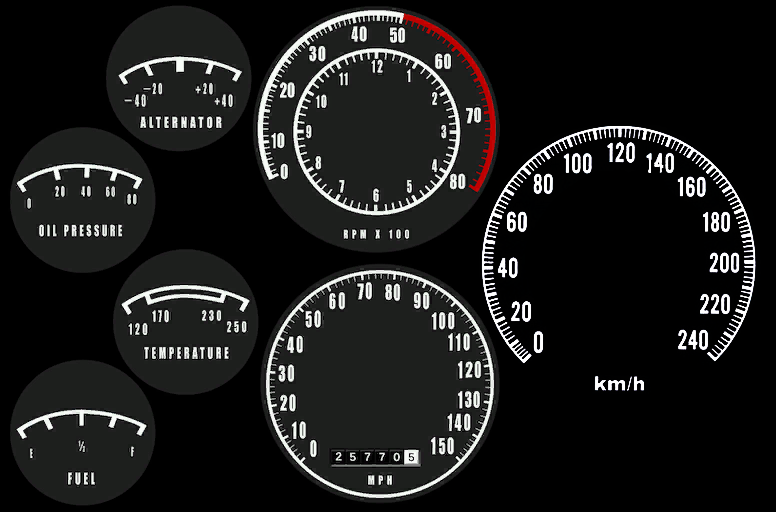 -40 -20 +20 +40
ALTERNATOR
0 20 40 60 80
OIL PRESSURE
120 170 230 250
TEMPERATURE
E ½ F
FUEL
0 10 20 30 40 50 60 70 80
12 1 2 3 4 5 6 7 8 9 10 11
RPM X 100
0 10 20 30 40 50 60 70 80 90 100 110 120 130 140 150
257705
MPH
0 20 40 60 80 100 120 140 160 180 200 220 240
km/h